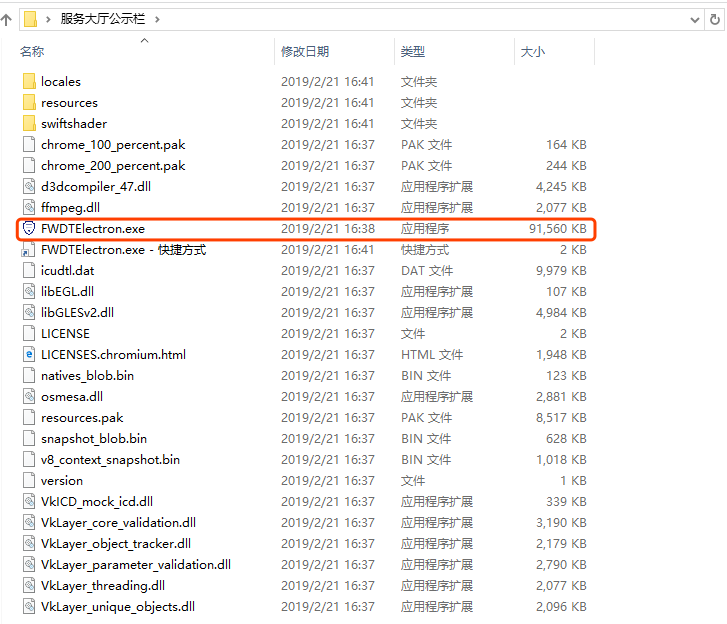 服务大厅公示栏
名称 修改日期 类型 大小
locales 2019/2/21 16:41 文件夹
resources 2019/2/21 16:41 文件夹
swiftshader 2019/2/21 16:41 文件夹
chrome_100_percent.pak 2019/2/21 16:37 PAK 文件 164 KB
chrome_200_percent.pak 2019/2/21 16:37 PAK 文件 244 KB
d3dcompiler_47.dll 2019/2/21 16:37 应用程序扩展 4,245 KB
ffmpeg.dll 2019/2/21 16:37 应用程序扩展 2,077 KB
FWDTElectron.exe 2019/2/21 16:38 应用程序 91,560 KB
FWDTElectron.exe - 快捷方式 2019/2/21 16:41 快捷方式 2 KB
icudtl.dat 2019/2/21 16:37 DAT 文件 9,979 KB
libEGL.dll 2019/2/21 16:37 应用程序扩展 107 KB
libGLESv2.dll 2019/2/21 16:37 应用程序扩展 4,984 KB
LICENSE 2019/2/21 16:37 文件 2 KB
LICENSES.chromium.html 2019/2/21 16:37 HTML 文件 1,948 KB
natives_blob.bin 2019/2/21 16:37 BIN 文件 123 KB
osmesa.dll 2019/2/21 16:37 应用程序扩展 2,881 KB
resources.pak 2019/2/21 16:37 PAK 文件 8,517 KB
snapshot_blob.bin 2019/2/21 16:37 BIN 文件 628 KB
v8_context_snapshot.bin 2019/2/21 16:37 BIN 文件 1,018 KB
version 2019/2/21 16:37 文件 1 KB
VkICD_mock_icd.dll 2019/2/21 16:37 应用程序扩展 339 KB
VkLayer_core_validation.dll 2019/2/21 16:37 应用程序扩展 3,190 KB
VkLayer_object_tracker.dll 2019/2/21 16:37 应用程序扩展 2,179 KB
VkLayer_parameter_validation.dll 2019/2/21 16:37 应用程序扩展 2,790 KB
VkLayer_threading.dll 2019/2/21 16:37 应用程序扩展 2,077 KB
VkLayer_unique_objects.dll 2019/2/21 16:37 应用程序扩展 2,096 KB